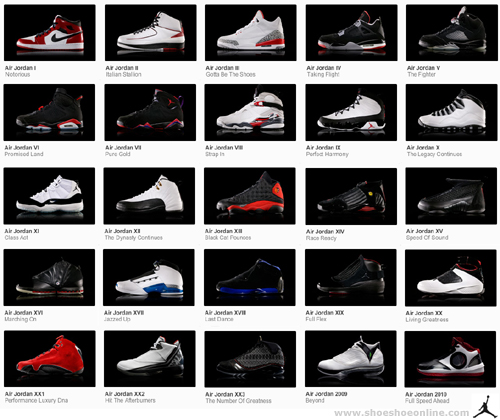 Air Jordan I
Notorious
Air Jordan II
Italian Stallion
Air Jordan III
Gotta Be The Shoes
Air Jordan IV
Taking Flight
Air Jordan V
The Fighter
Air Jordan VI
Promised Land
Air Jordan VII
Pure Gold
Air Jordan VIII
Strap In
Air Jordan IX
Perfect Harmony
Air Jordan X
The Legacy Continues
Air Jordan XI
Class Act
Air Jordan XII
The Dynasty Continues
Air Jordan XIII
Black Cat Pounces
Air Jordan XIV
Race Ready
Air Jordan XV
Speed Of Sound
Air Jordan XVI
Marching On
Air Jordan XVII
Jazzed Up
Air Jordan XVIII
Last Dance
Air Jordan XIX
Full Flex
Air Jordan XX
Living Greatness
Air Jordan XX1
Performance Luxury Dna
Air Jordan XX2
Hit The Afterburners
Air Jordan XX3
The Number Of Greatness
Air Jordan 2009
Beyond
Air Jordan 2010
Full Speed Ahead
www.shoeshoeonline.com